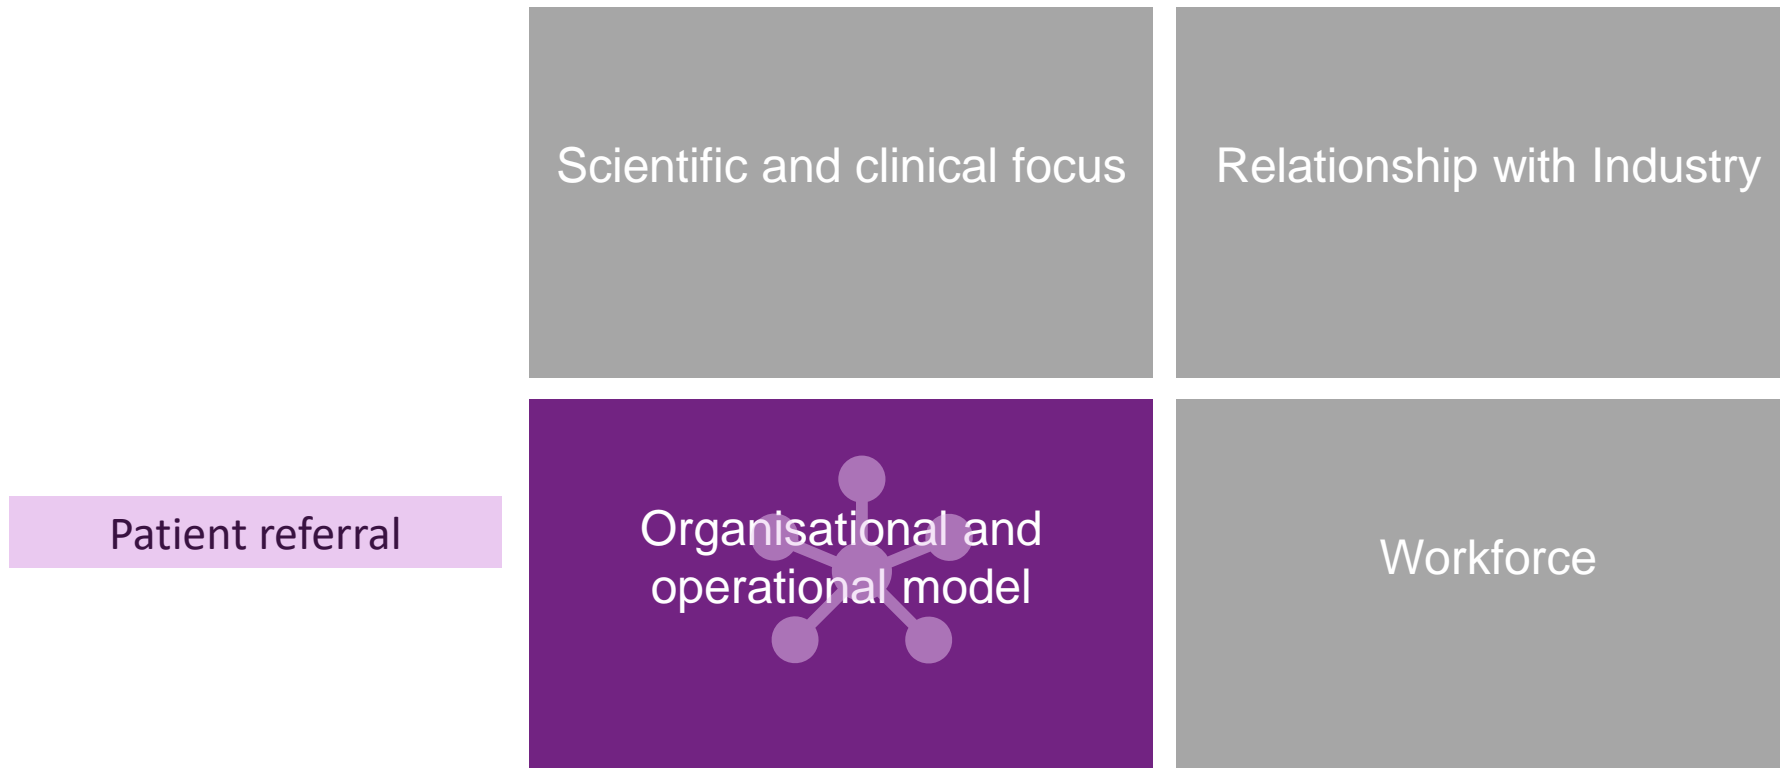 Scientific and clinical focus
Relationship with Industry
Patient referral
Organisational and
operational model
Workforce